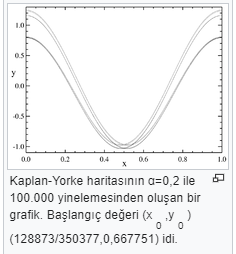 1.0
0.5
y
0.0
-0.5
-1.0
0.0 0.2 0.4 0.6 0.8 1.0
x
Kaplan-Yorke haritasının α=0,2 ile
100.000 yinelemesinden oluşan bir
grafik. Başlangıç değeri (x 0 ,y 0 )
(128873/350377,0,667751) idi.